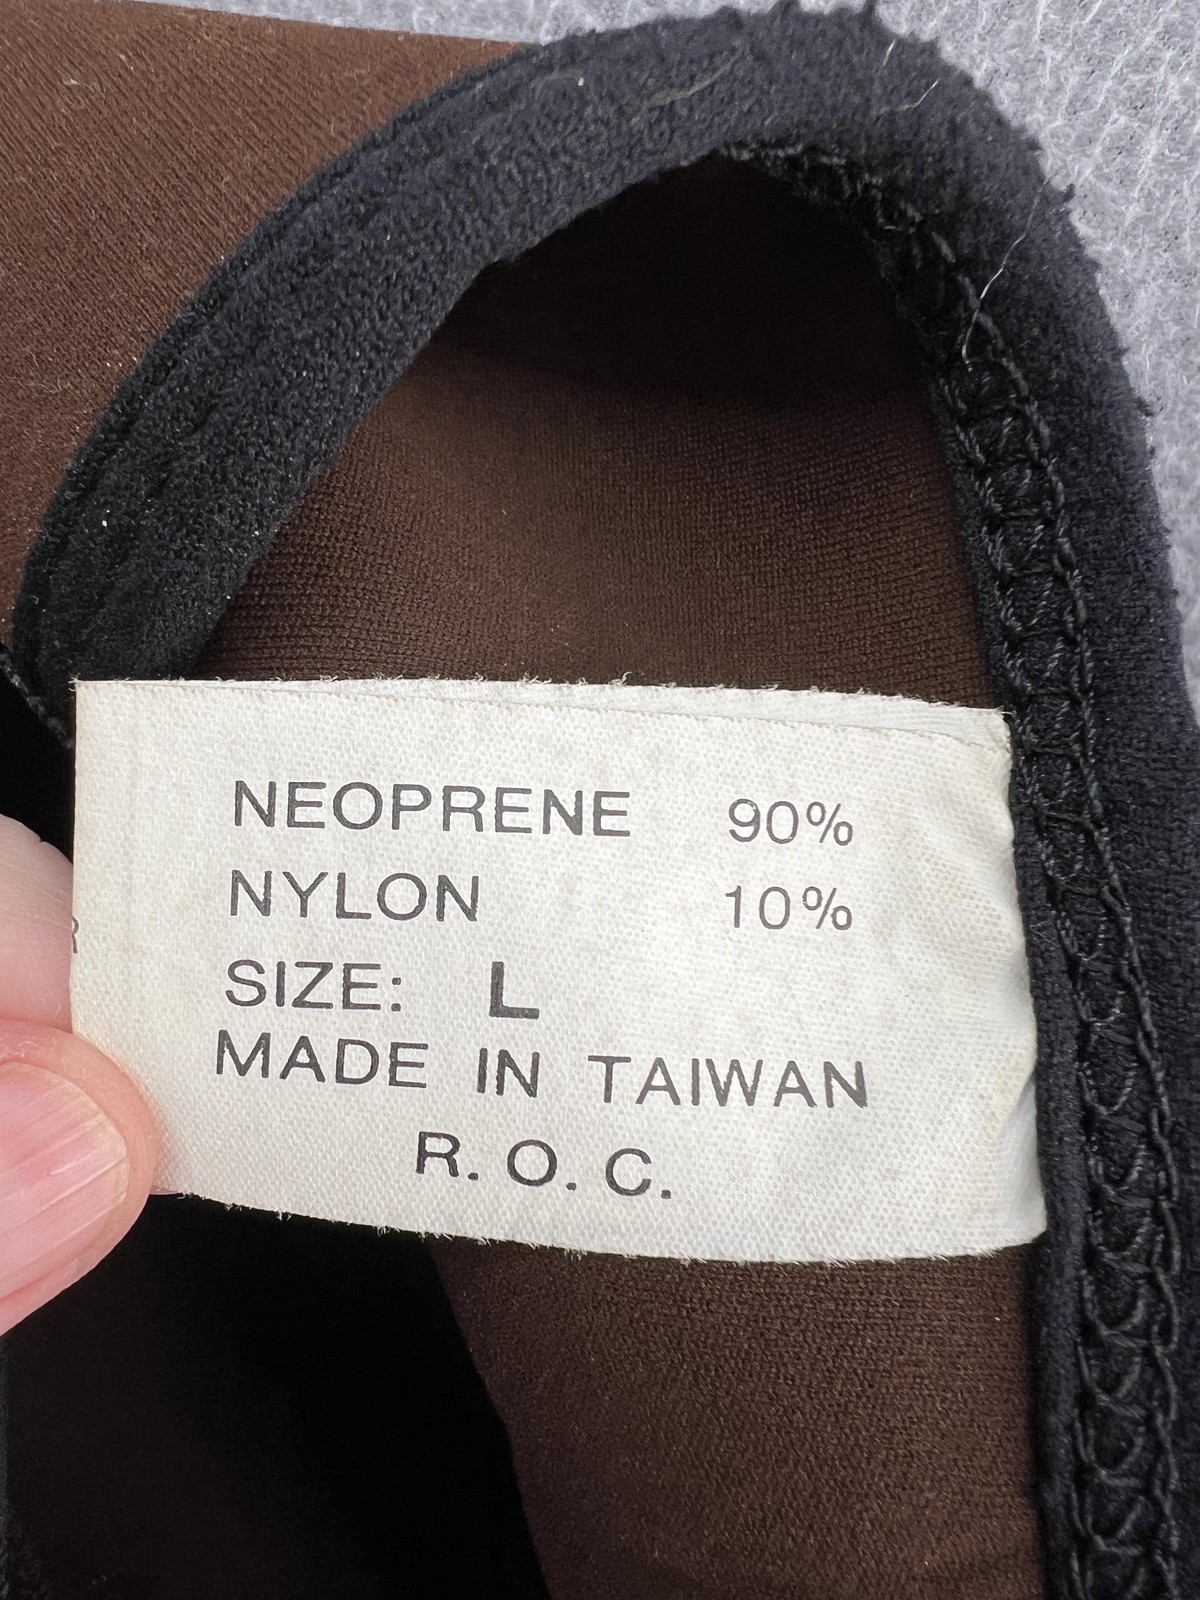 NEOPRENE 90%
NYLON 10%
SIZE: L
MADE IN TAIWAN
R. O. C.